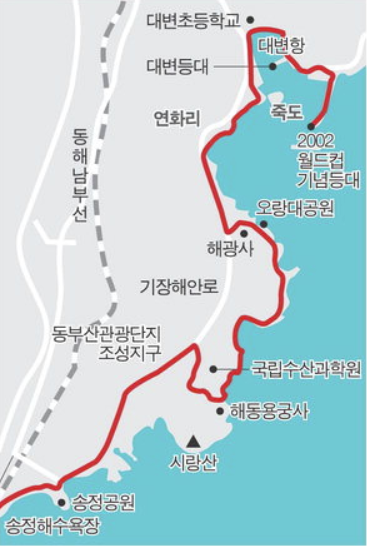 대변초등학교
대변항
대변등대
연화리
죽도
2002
월드컵
기념등대
동해남부선
오랑대공원
해광사
기장해안로
동부산관광단지
조성지구
국립수산과학원
해동용궁사
시랑산
송정공원
송정해수욕장